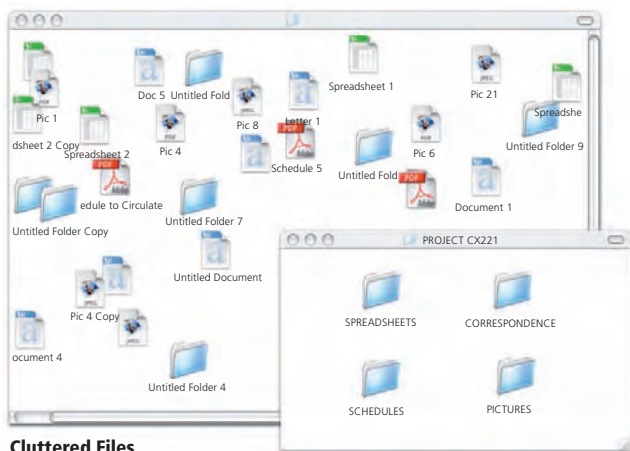 Doc 5
Untitled Fold
Spreadsheet 1
Pic 21
Pic 1
Pic 8
Letter 1
Spreadshe
dsheet 2 Copy
Spreadsheet 2
Pic 4
Pic 6
Untitled Folder 9
Schedule 5
Untitled Fold
edule to Circulate
Document 1
Untitled Folder Copy
Untitled Folder 7
Untitled Document
Pic 4 Copy
ocument 4
Untitled Folder 4
PROJECT CX221
SPREADSHEETS
CORRESPONDENCE
SCHEDULES
PICTURES
Cluttered Files